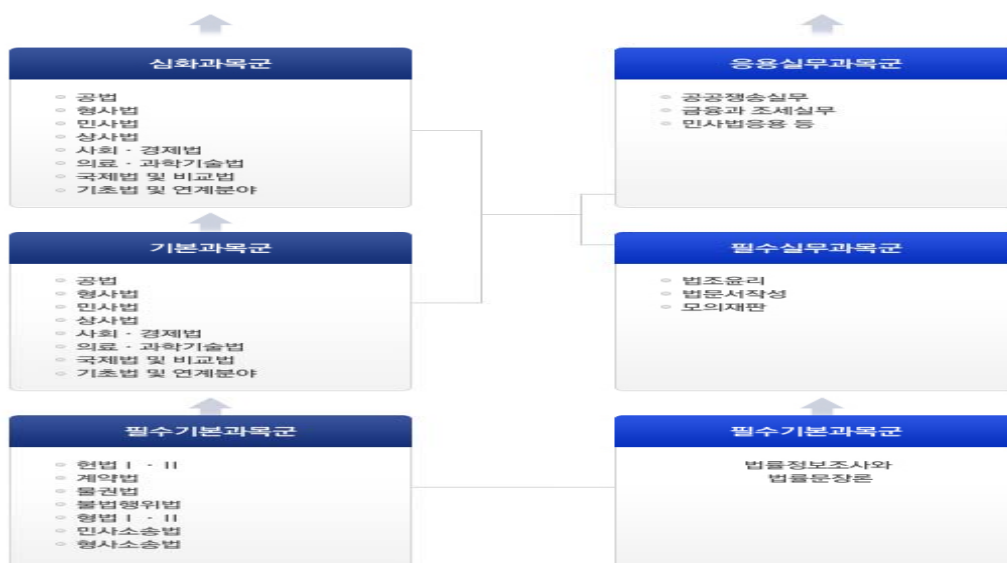 심화과목군
공법
형사법
민사법
상사법
사회 · 경제법
의료 · 과학기술법
국제법 및 비교법
기초법 및 연계분야
응용실무과목군
공공쟁송실무
금융과 조세실무
민사법응용 등
기본과목군
공법
형사법
민사법
상사법
사회 · 경제법
의료 · 과학기술법
국제법 및 비교법
기초법 및 연계분야
필수실무과목군
법조윤리
법문서작성
모의재판
필수기본과목군
헌법 I · II
계약법
물권법
불법행위법
형법 I · II
민사소송법
형사소송법
필수기본과목군
법률정보조사와
법률문장론